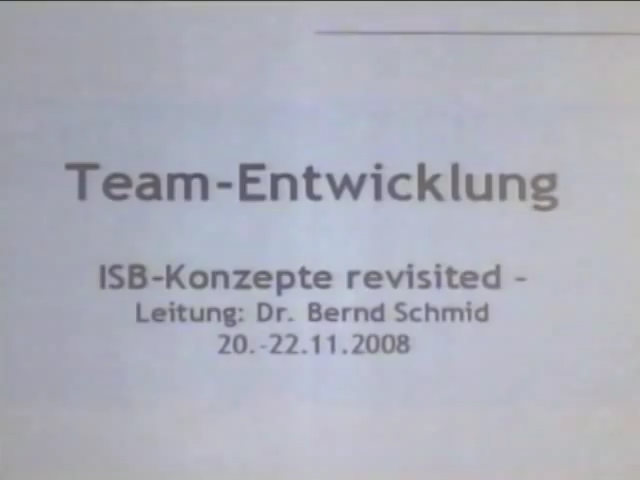 Team-Entwicklung
ISB-Konzepte revisited -
Leitung: Dr. Bernd Schmid
20.-22.11.2008